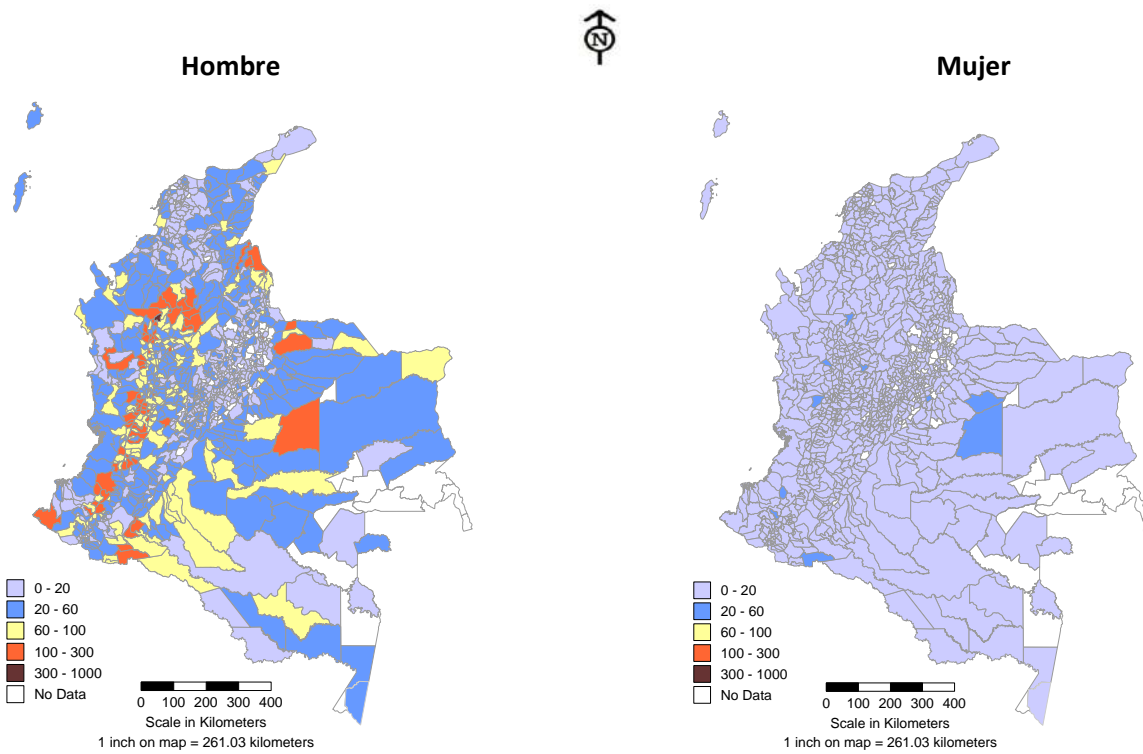 N
Hombre
Mujer
0 - 20
20 - 60
60 - 100
100 - 300
300 - 1000
No Data
0 100 200 300 400
Scale in Kilometers
1 inch on map = 261.03 kilometers
0 - 20
20 - 60
60 - 100
100 - 300
300 - 1000
No Data
0 100 200 300 400
Scale in Kilometers
1 inch on map = 261.03 kilometers